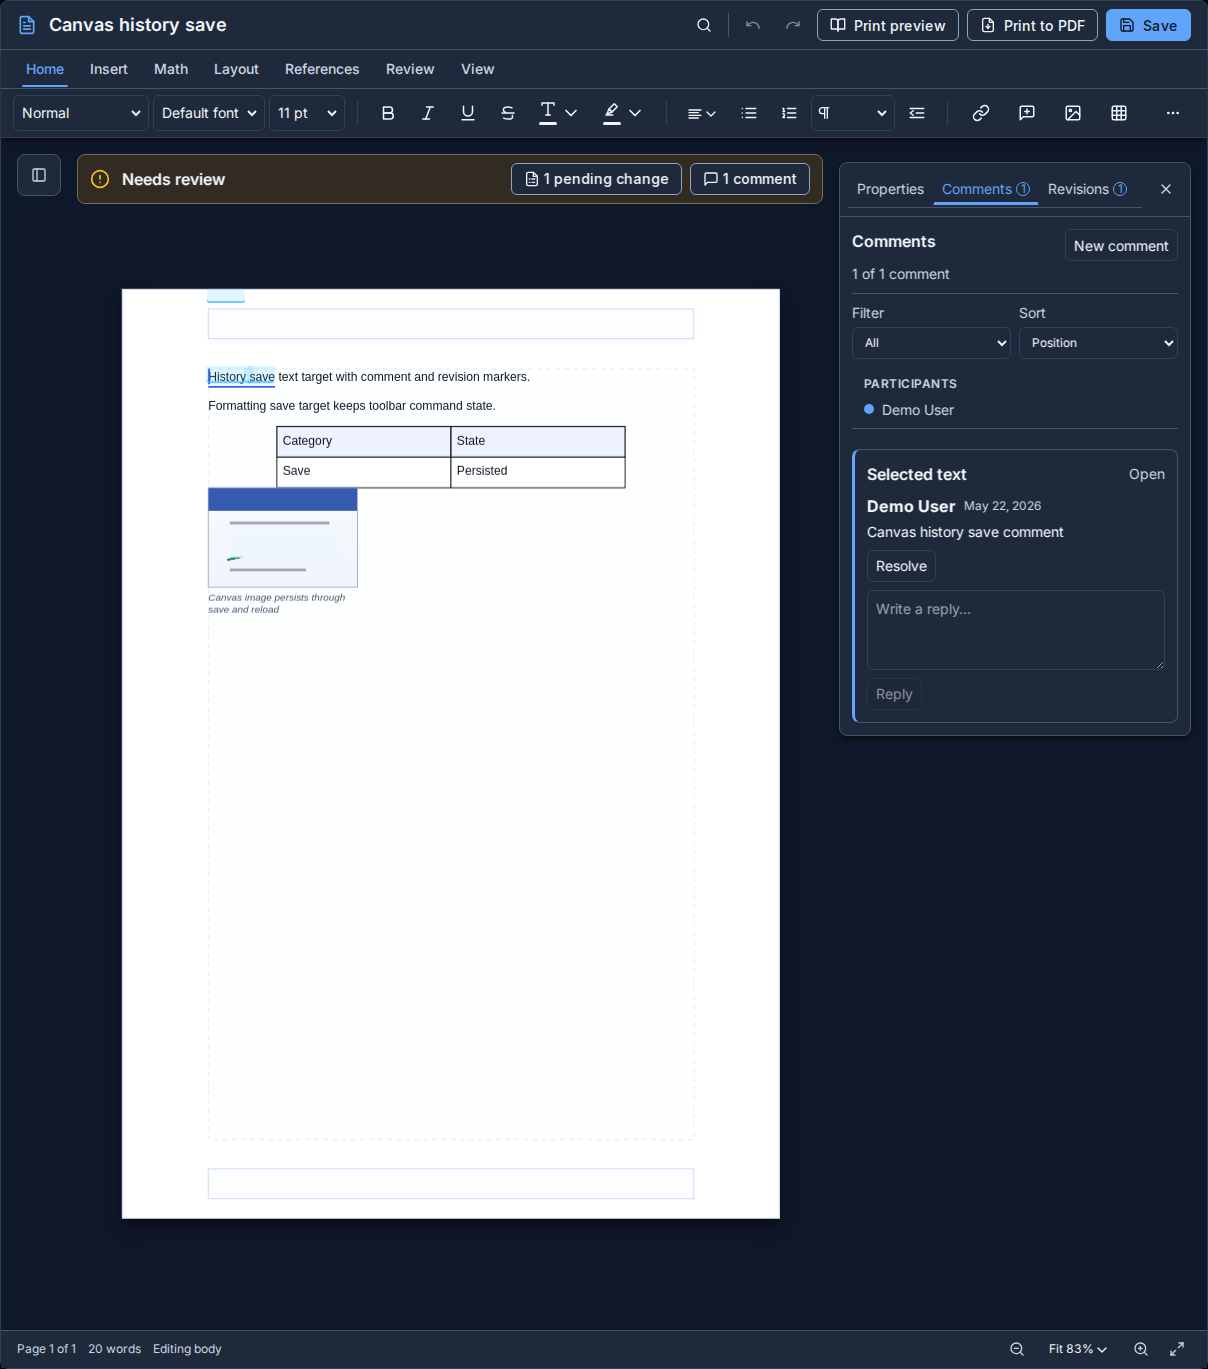 Canvas history save
Print preview
Print to PDF
Save
Home Insert Math Layout References Review View
Normal Default font 11 pt
Needs review
1 pending change
1 comment
Properties Comments 1 Revisions 1
Comments
New comment
1 of 1 comment
Filter Sort
All Position
PARTICIPANTS
Demo User
Selected text Open
Demo User May 22, 2026
Canvas history save comment
Resolve
Write a reply...
Reply
History save text target with comment and revision markers.
Formatting save target keeps toolbar command state.
Category State
Save Persisted
Canvas image persists through
save and reload
Page 1 of 1 20 words Editing body
Fit 83%